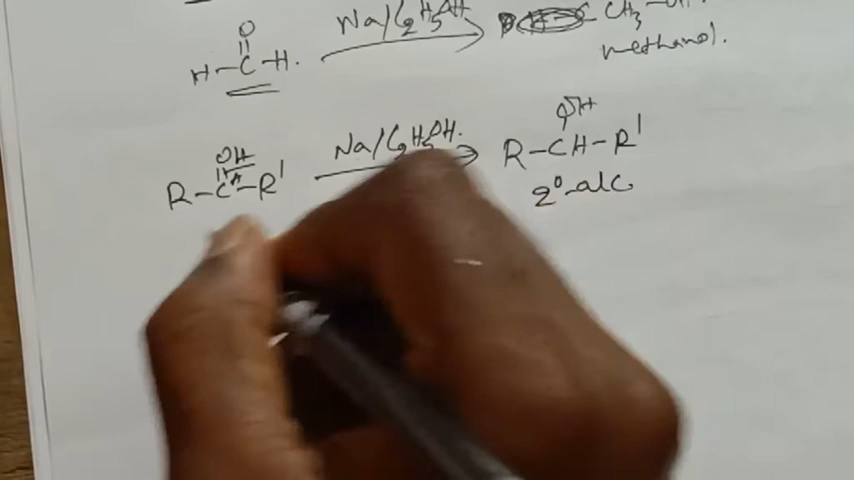 O
||
H-C-H. Na/C2H5OH CH3-OH.
methanol.
OH OH
R-C-R' Na/C2H5OH. R-CH-R'
2°-alc